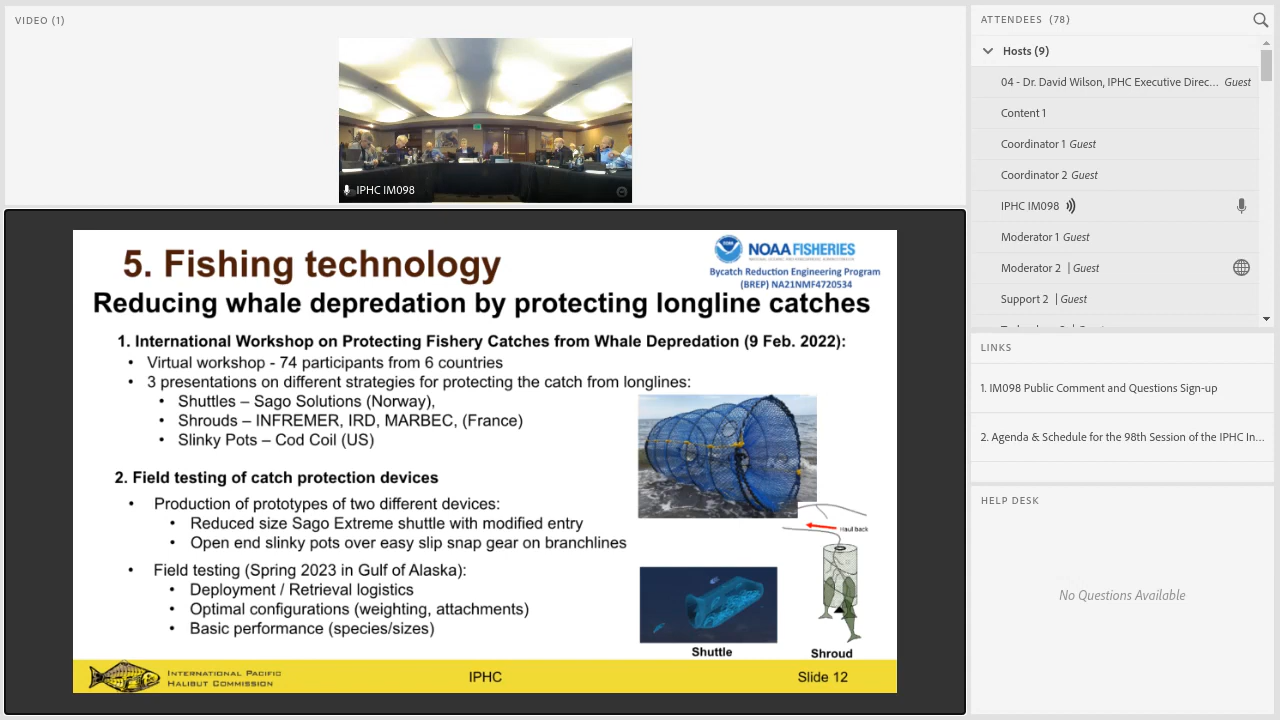 VIDEO (1)
IPHC IM098
5. Fishing technology
NOAA FISHERIES
Bycatch Reduction Engineering Program
(BREP) NA21NMF4720534
Reducing whale depredation by protecting longline catches
1. International Workshop on Protecting Fishery Catches from Whale Depredation (9 Feb. 2022):
• Virtual workshop - 74 participants from 6 countries
• 3 presentations on different strategies for protecting the catch from longlines:
• Shuttles – Sago Solutions (Norway),
• Shrouds – INFREMER, IRD, MARBEC, (France)
• Slinky Pots – Cod Coil (US)
2. Field testing of catch protection devices
• Production of prototypes of two different devices:
• Reduced size Sago Extreme shuttle with modified entry
• Open end slinky pots over easy slip snap gear on branchlines
• Field testing (Spring 2023 in Gulf of Alaska):
• Deployment / Retrieval logistics
• Optimal configurations (weighting, attachments)
• Basic performance (species/sizes)
Haul back
Shuttle
Shroud
INTERNATIONAL PACIFIC
HALIBUT COMMISSION
IPHC
Slide 12
ATTENDEES (78)
Hosts (9)
04 - Dr. David Wilson, IPHC Executive Direc... Guest
Content 1
Coordinator 1 Guest
Coordinator 2 Guest
IPHC IM098
Moderator 1 Guest
Moderator 2 | Guest
Support 2 | Guest
LINKS
1. IM098 Public Comment and Questions Sign-up
2. Agenda & Schedule for the 98th Session of the IPHC In...
HELP DESK
No Questions Available